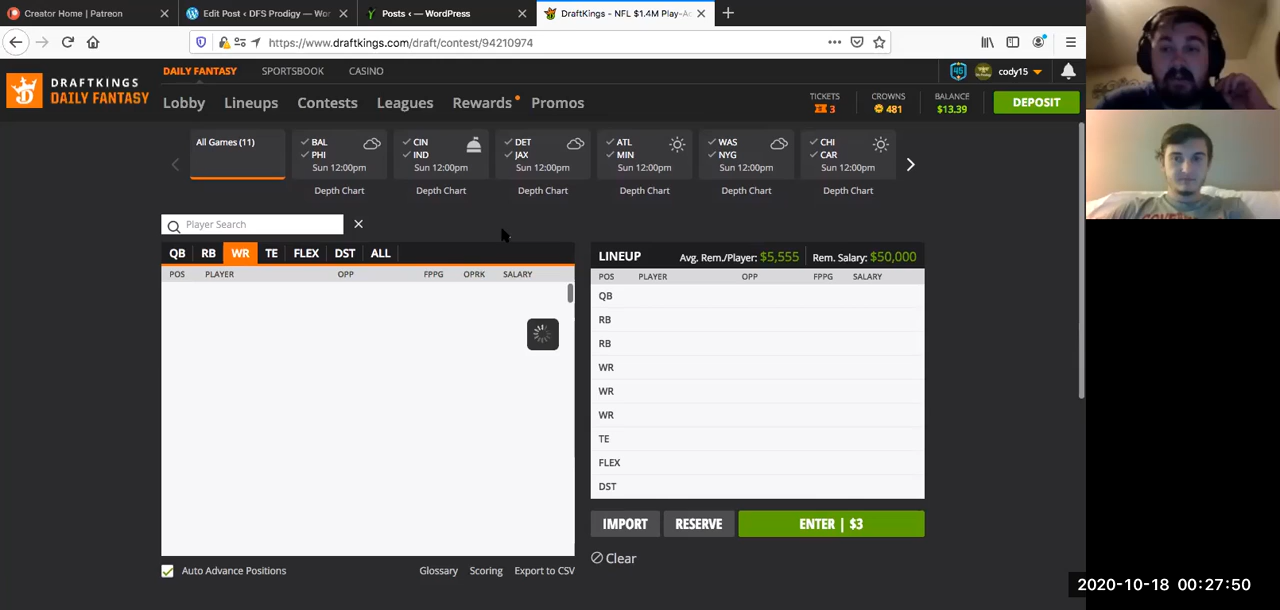 Creator Home | Patreon
Edit Post ‹ DFS Prodigy — Wor
Posts ‹ — WordPress
DraftKings - NFL $1.4M Play-A
https://www.draftkings.com/draft/contest/94210974
DRAFTKINGS
DAILY FANTASY
DAILY FANTASY SPORTSBOOK CASINO
cody15
Lobby Leagues Contests Lineups Rewards Promos
TICKETS
3
CROWNS
481
BALANCE
$13.39
DEPOSIT
All Games (11)
BAL
PHI
Sun 12:00pm
Depth Chart
CIN
IND
Sun 12:00pm
Depth Chart
DET
JAX
Sun 12:00pm
Depth Chart
ATL
MIN
Sun 12:00pm
Depth Chart
WAS
NYG
Sun 12:00pm
Depth Chart
CHI
CAR
Sun 12:00pm
Depth Chart
Player Search
QB RB WR TE FLEX DST ALL
POS PLAYER OPP FPPG OPRK SALARY
LINEUP Avg. Rem./Player: $5,555 Rem. Salary: $50,000
POS PLAYER OPP FPPG SALARY
QB
RB
RB
WR
WR
WR
TE
FLEX
DST
IMPORT RESERVE ENTER | $3
Clear
Auto Advance Positions
Glossary Scoring Export to CSV
2020-10-18 00:27:50